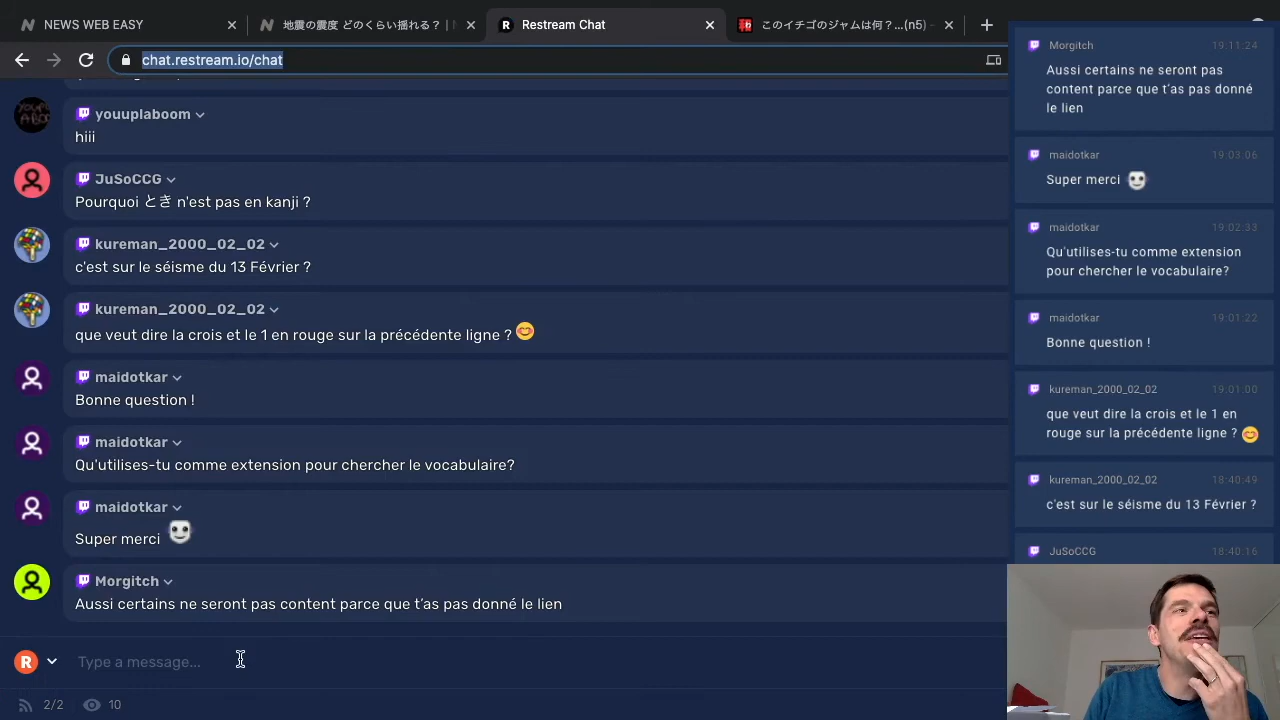 NEWS WEB EASY
地震の震度 どのくらい揺れる？ | N
Restream Chat
このイチゴのジャムは何？...(n5) –
chat.restream.io/chat
youuplaboom
hiii
JuSoCCG
Pourquoi とき n'est pas en kanji ?
kureman_2000_02_02
c'est sur le séisme du 13 Février ?
kureman_2000_02_02
que veut dire la crois et le 1 en rouge sur la précédente ligne ?
maidotkar
Bonne question !
maidotkar
Qu'utilises-tu comme extension pour chercher le vocabulaire?
maidotkar
Super merci
Morgitch
Aussi certains ne seront pas content parce que t'as pas donné le lien
R
Type a message...
2/2
10
Morgitch 19:11:24
Aussi certains ne seront pas
content parce que t'as pas donné
le lien
maidotkar 19:03:06
Super merci
maidotkar 19:02:33
Qu'utilises-tu comme extension
pour chercher le vocabulaire?
maidotkar 19:01:22
Bonne question !
kureman_2000_02_02 19:01:00
que veut dire la crois et le 1 en
rouge sur la précédente ligne ?
kureman_2000_02_02 18:40:49
c'est sur le séisme du 13 Février ?
JuSoCCG 18:40:16